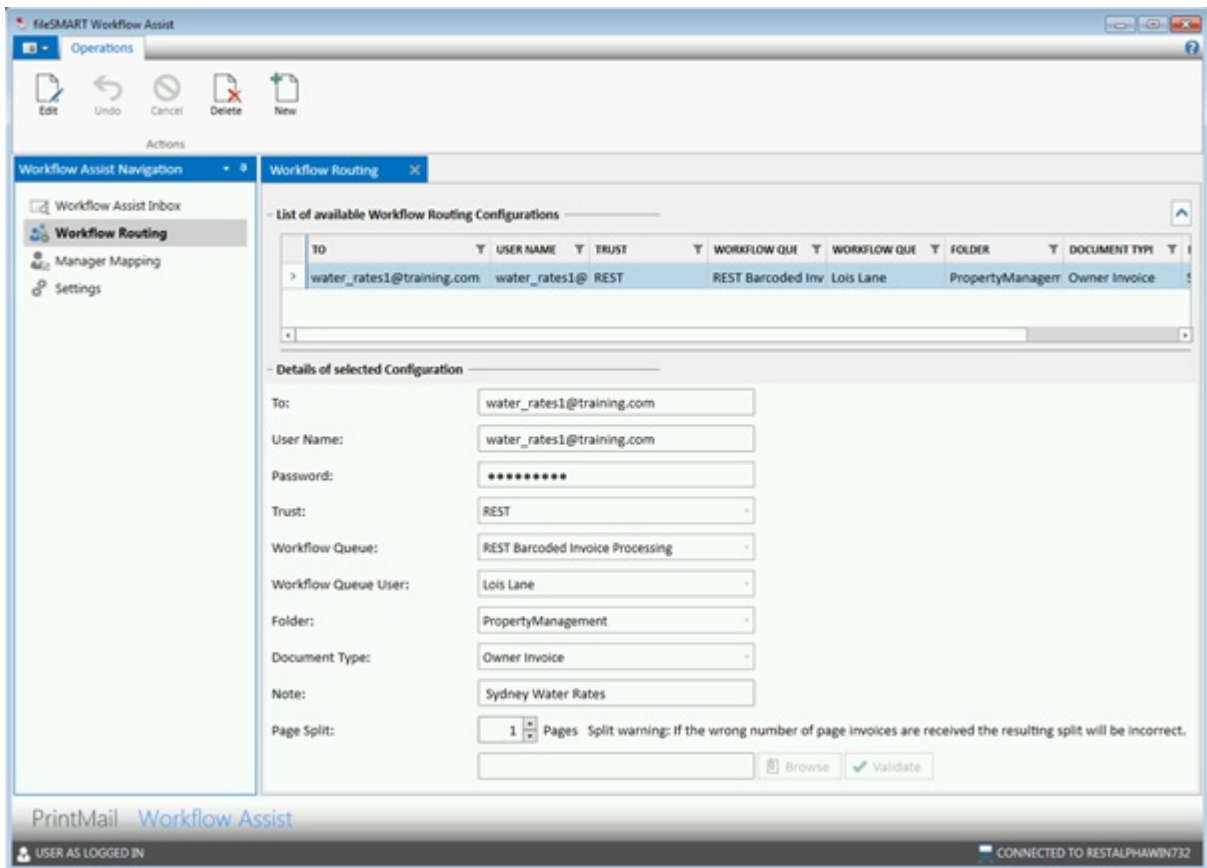 fileSMART Workflow Assist
Operations
Edit Undo Cancel Delete New
Actions
Workflow Assist Navigation
Workflow Assist Inbox
Workflow Routing
Manager Mapping
Settings
Workflow Routing
List of available Workflow Routing Configurations
TO USER NAME TRUST WORKFLOW QUE WORKFLOW QUE FOLDER DOCUMENT TYPI
water_rates1@training.com water_rates1@ REST REST Barcoded Inv Lois Lane PropertyManagem Owner Invoice
Details of selected Configuration
To: water_rates1@training.com
User Name: water_rates1@training.com
Password: •••••••••
Trust: REST
Workflow Queue: REST Barcoded Invoice Processing
Workflow Queue User: Lois Lane
Folder: PropertyManagement
Document Type: Owner Invoice
Note: Sydney Water Rates
Page Split: 1 Pages Split warning: If the wrong number of page invoices are received the resulting split will be incorrect.
Browse Validate
PrintMail Workflow Assist
USER AS LOGGED IN CONNECTED TO RESTALPHAWIN732